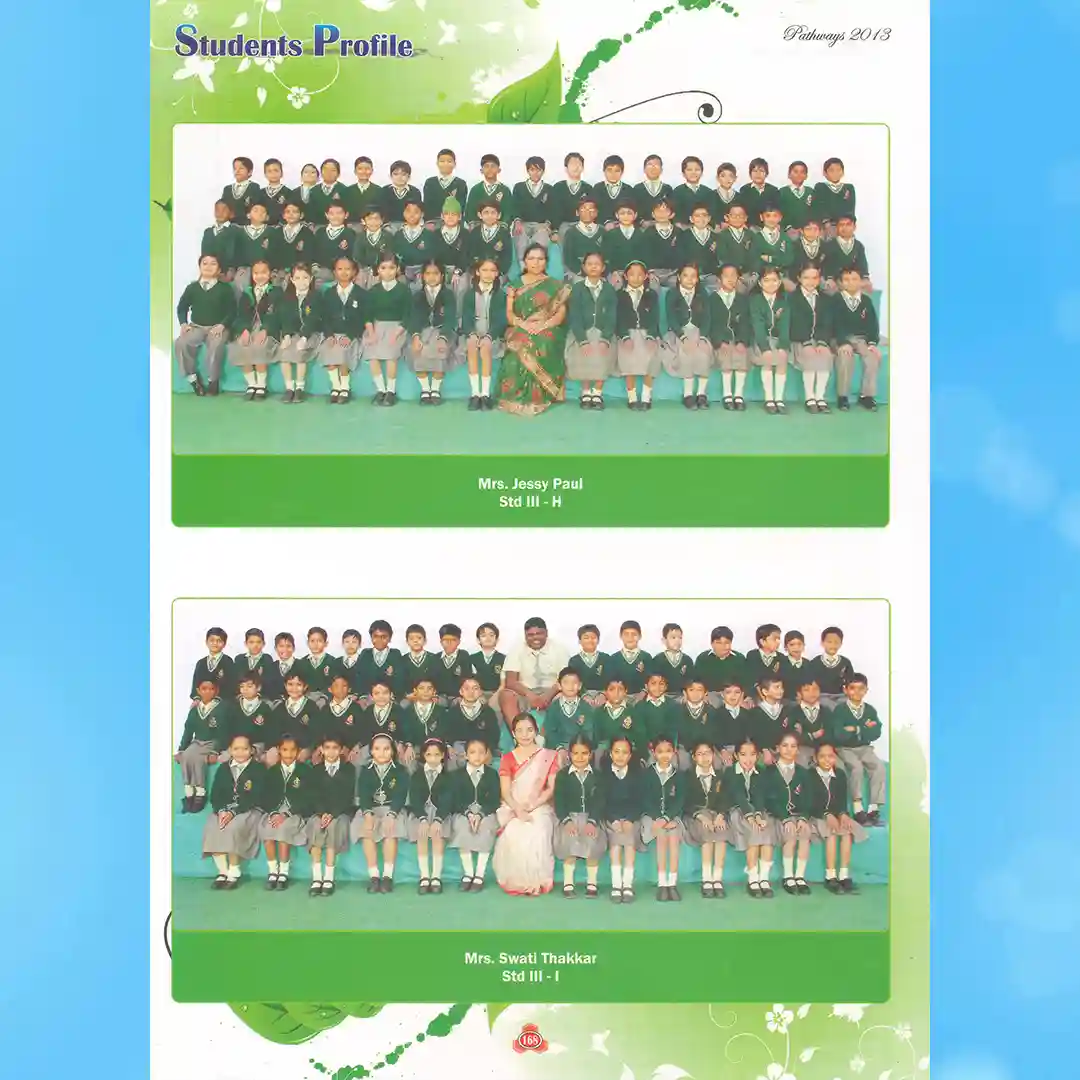 Students Profile
Pathways 2013
Mrs. Jessy Paul
Std III - H
Mrs. Swati Thakkar
Std III - I
168